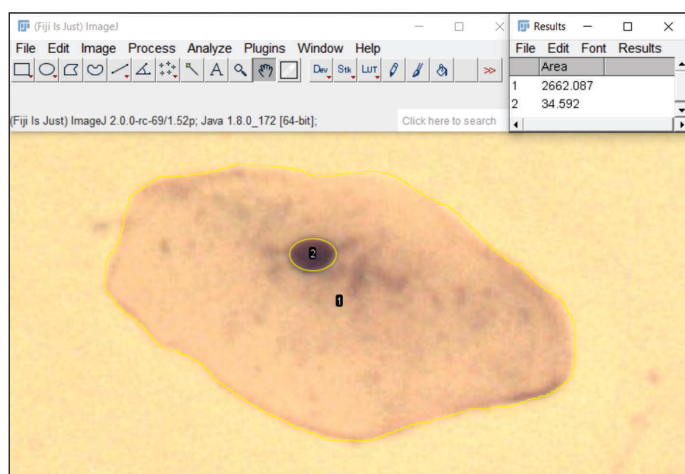 (Fiji Is Just) ImageJ
File Edit Image Process Analyze Plugins Window Help
A Dev Stk LUT >>
(Fiji Is Just) ImageJ 2.0.0-rc-69/1.52p; Java 1.8.0_172 [64-bit];
Click here to search
Results
File Edit Font Results
Area
1 2662.087
2 34.592
2
1